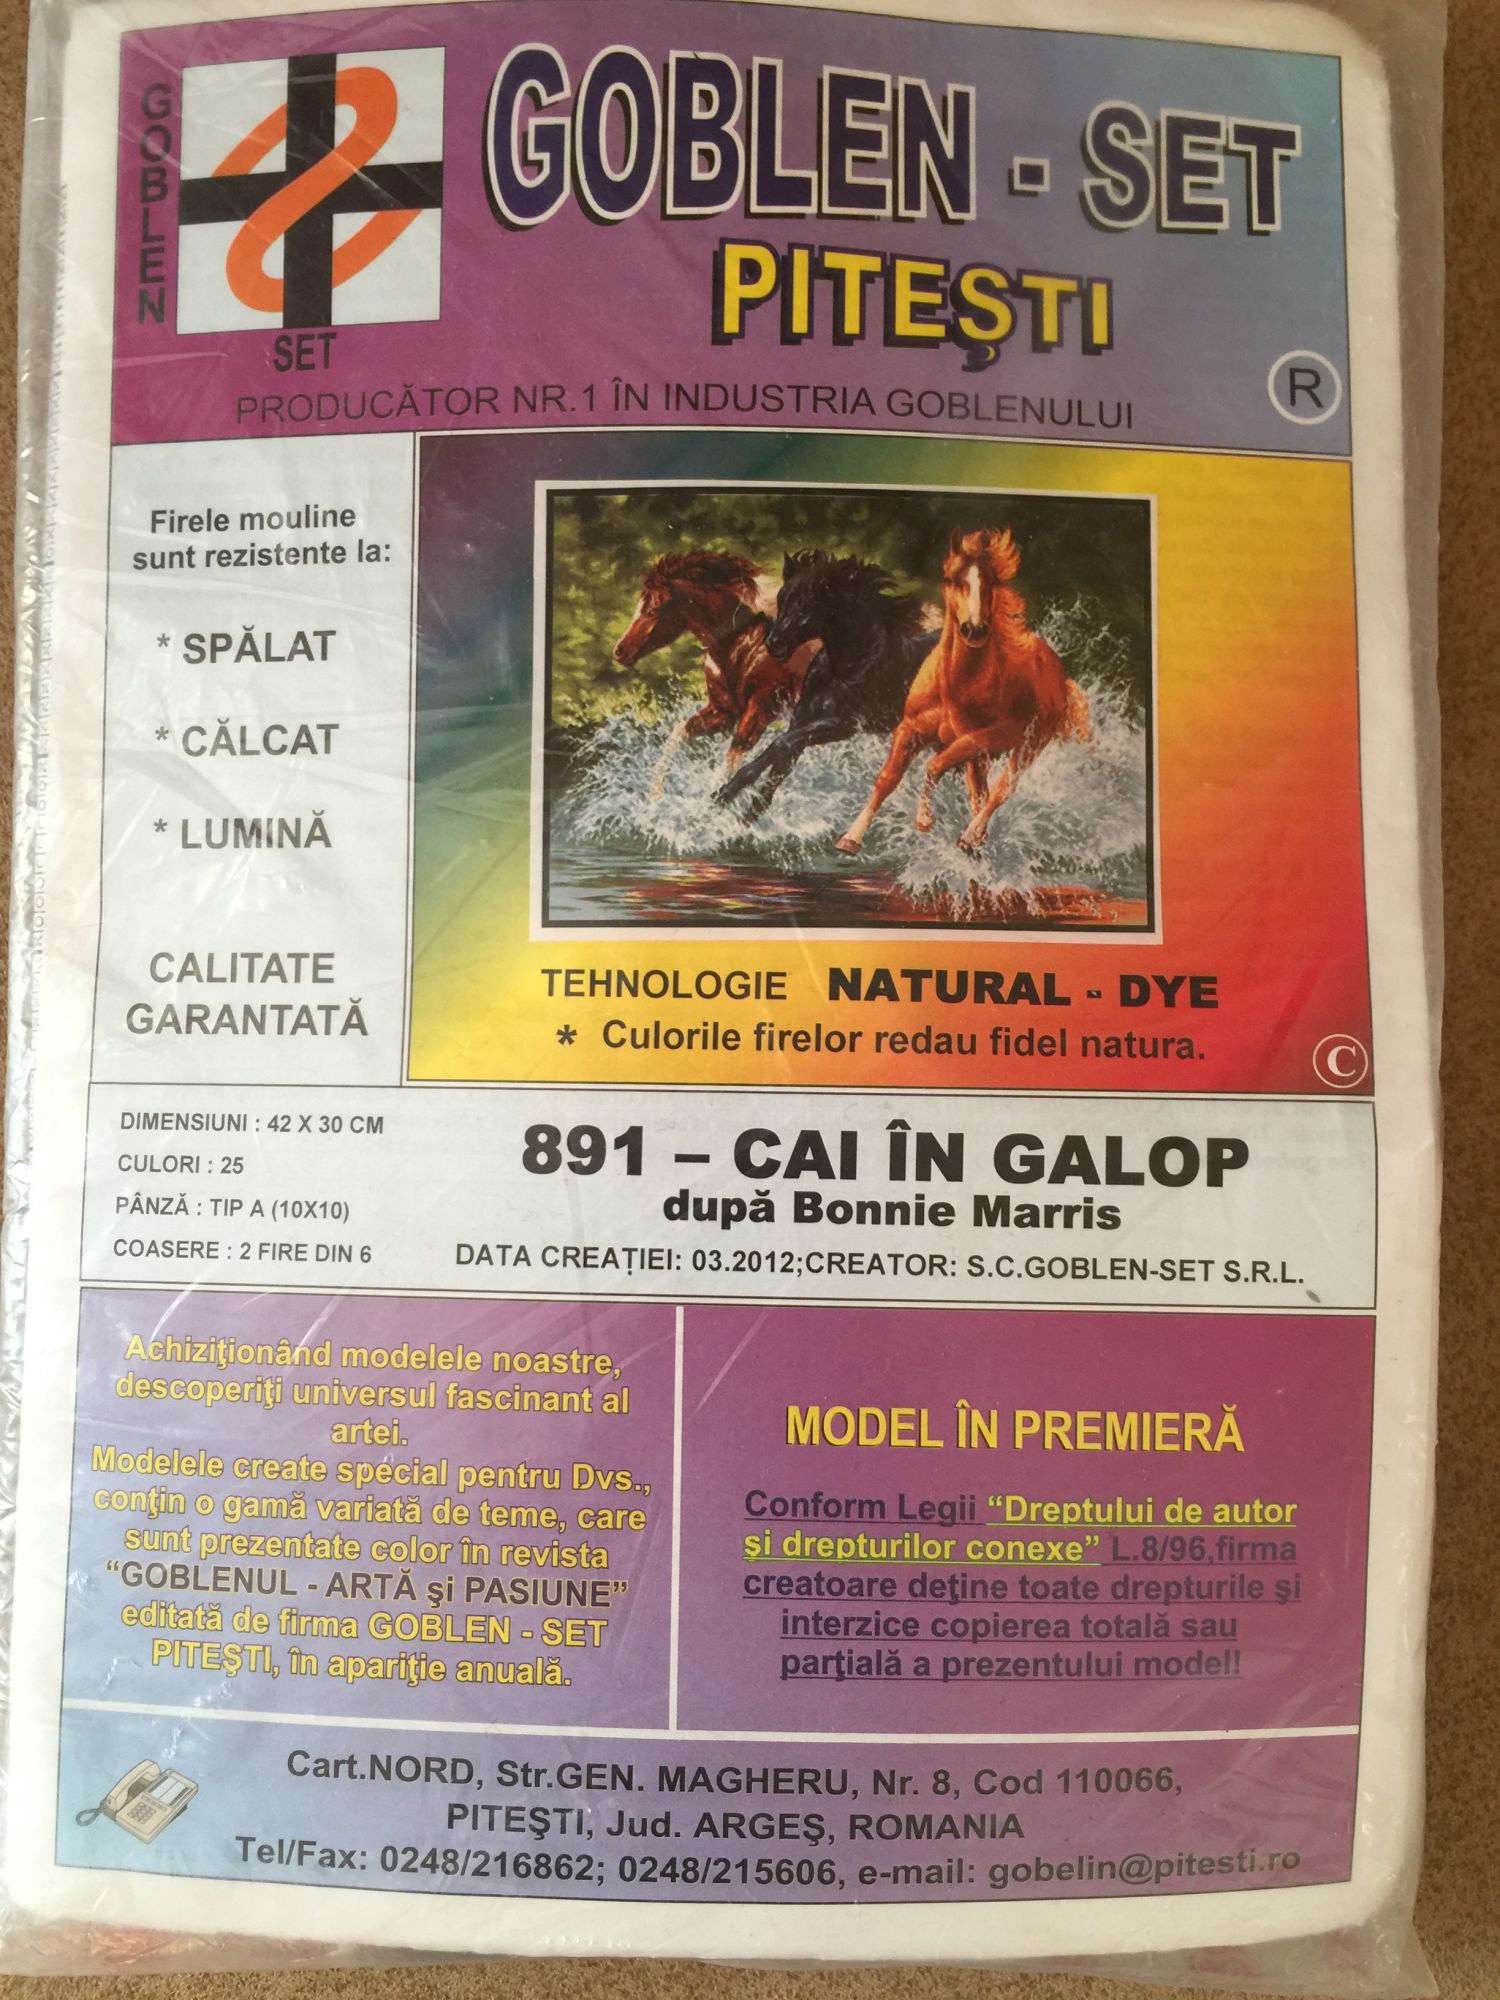 GOBLEN
SET
GOBLEN - SET
PITEȘTI
PRODUCĂTOR NR.1 ÎN INDUSTRIA GOBLENULUI
R
Firele mouline
sunt rezistente la:
* SPĂLAT
* CĂLCAT
* LUMINĂ
CALITATE
GARANTATĂ
TEHNOLOGIE NATURAL - DYE
* Culorile firelor redau fidel natura.
C
DIMENSIUNI : 42 X 30 CM
CULORI : 25
PÂNZĂ : TIP A (10X10)
COASERE : 2 FIRE DIN 6
891 – CAI ÎN GALOP
după Bonnie Marris
DATA CREAȚIEI: 03.2012;CREATOR: S.C.GOBLEN-SET S.R.L.
Achiziţionând modelele noastre,
descoperiţi universul fascinant al
artei.
Modelele create special pentru Dvs.,
conţin o gamă variată de teme, care
sunt prezentate color în revista
“GOBLENUL - ARTĂ şi PASIUNE”
editată de firma GOBLEN - SET
PITEŞTI, în apariţie anuală.
MODEL ÎN PREMIERĂ
Conform Legii “Dreptului de autor
şi drepturilor conexe” L.8/96,firma
creatoare deţine toate drepturile şi
interzice copierea totală sau
parţială a prezentului model!
Cart.NORD, Str.GEN. MAGHERU, Nr. 8, Cod 110066,
PITEŞTI, Jud. ARGEŞ, ROMANIA
Tel/Fax: 0248/216862; 0248/215606, e-mail: gobelin@pitesti.ro